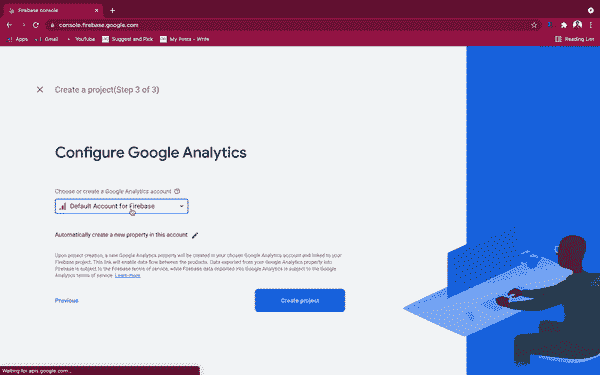 Firebase console
console.firebase.google.com
Apps
Gmail
YouTube
Suggest and Pick
My Posts - Write
Reading List
Create a project(Step 3 of 3)
Configure Google Analytics
Choose or create a Google Analytics account
Default Account for Firebase
Automatically create a new property in this account
Upon project creation, a new Google Analytics property will be created in your chosen Google Analytics account and linked to your
Firebase project. This link will enable data flow between the products. Data exported from your Google Analytics property into
Firebase is subject to the Firebase terms of service, while Firebase data imported into Google Analytics is subject to the Google
Analytics terms of service. Learn more
Previous
Create project
Waiting for apis.google.com...